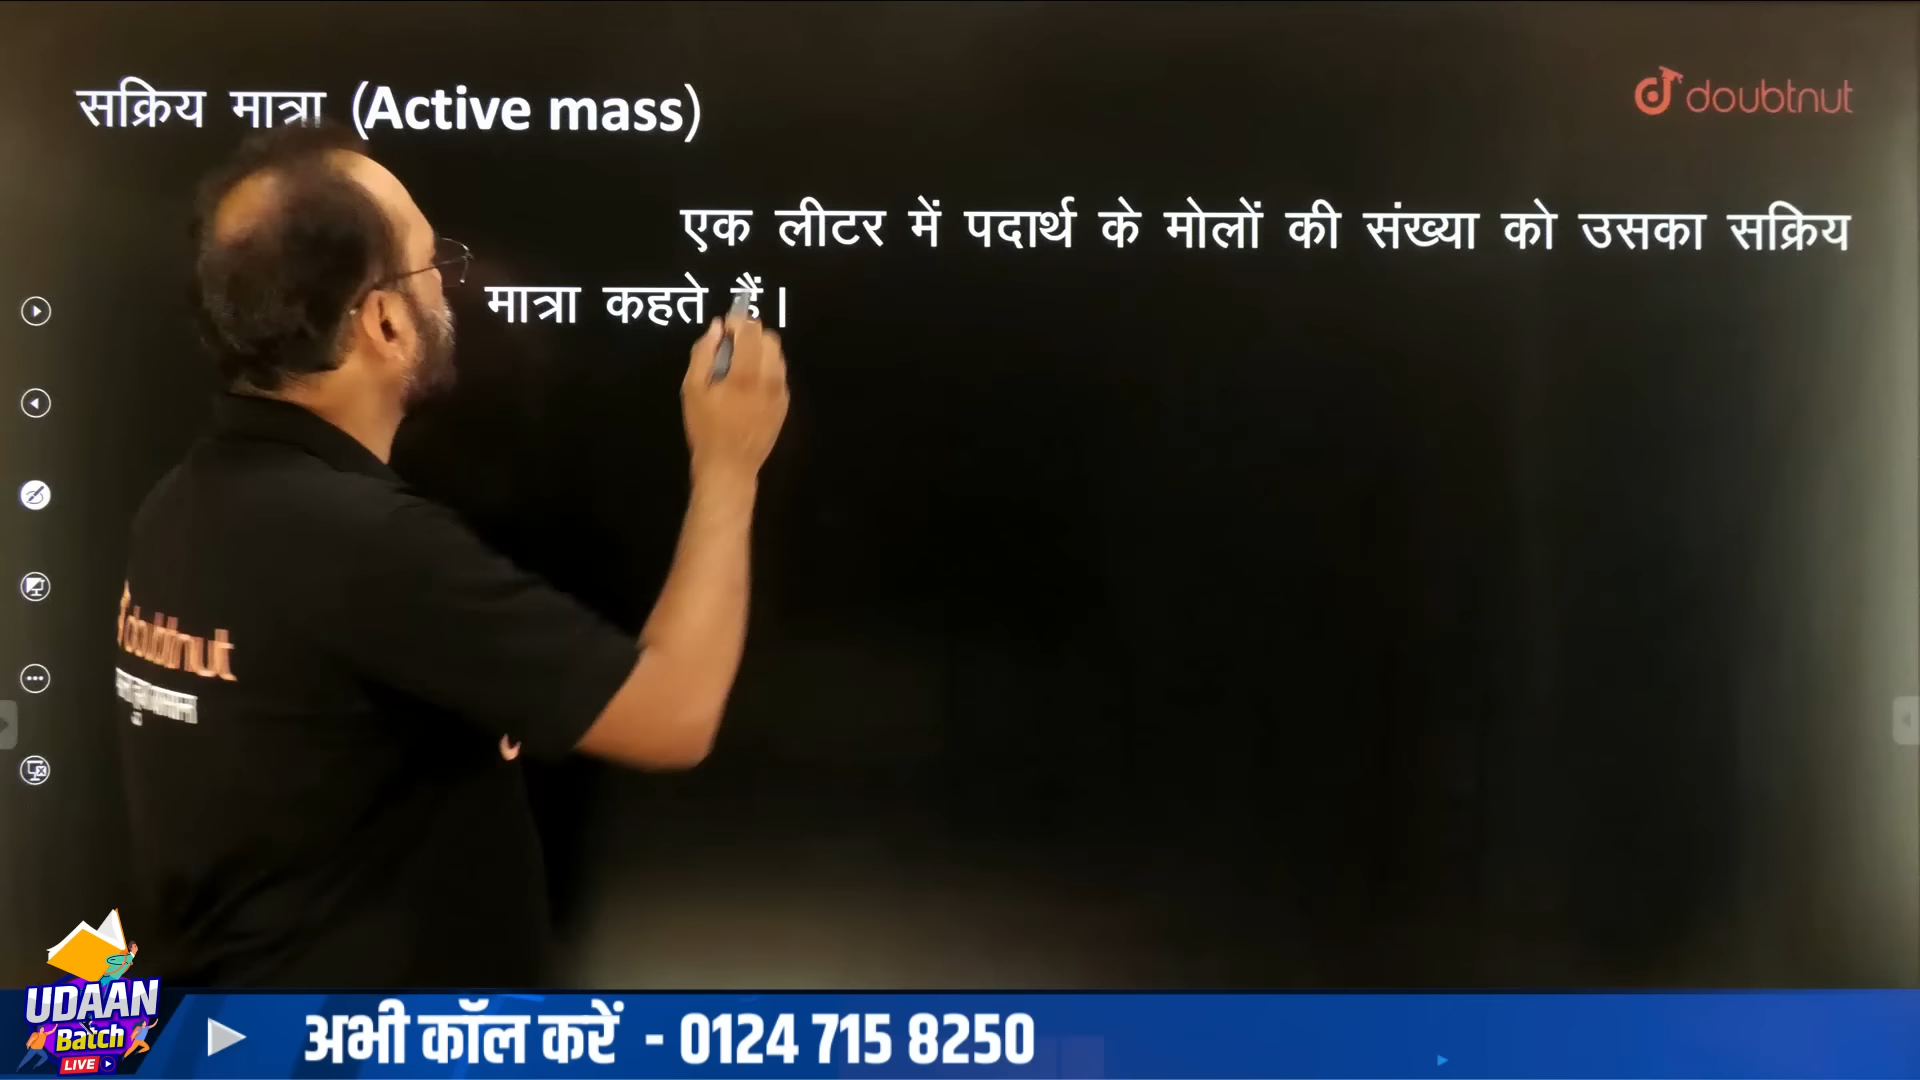 सक्रिय मात्रा (Active mass)
doubtnut
एक लीटर में पदार्थ के मोलों की संख्या को उसका सक्रिय
मात्रा कहते हैं।
doubtnut
UDAAN
Batch
LIVE
अभी कॉल करें - 0124 715 8250